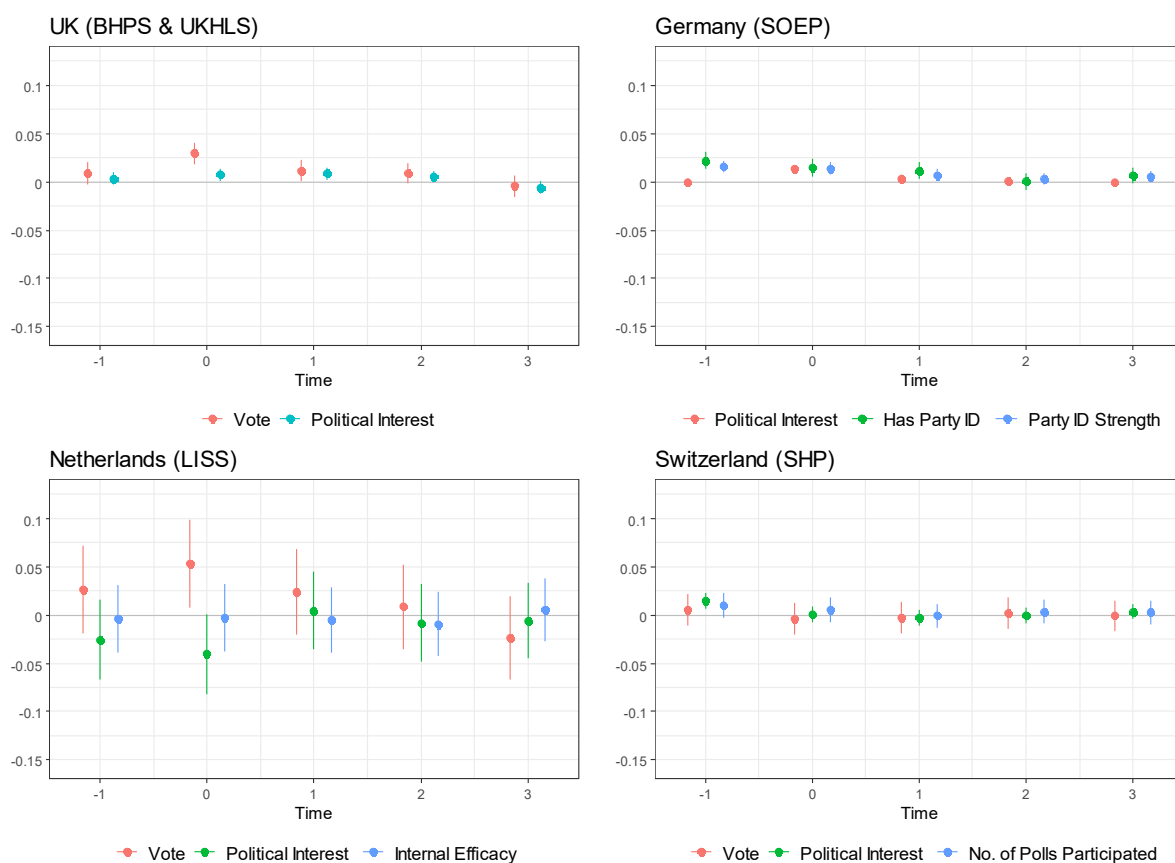 UK (BHPS & UKHLS)
0.1
0.05
0
-0.05
-0.1
-0.15
-1 0 1 2 3
Time
Vote Political Interest
Germany (SOEP)
0.1
0.05
0
-0.05
-0.1
-0.15
-1 0 1 2 3
Time
Political Interest Has Party ID Party ID Strength
Netherlands (LISS)
0.1
0.05
0
-0.05
-0.1
-0.15
-1 0 1 2 3
Time
Vote Political Interest Internal Efficacy
Switzerland (SHP)
0.1
0.05
0
-0.05
-0.1
-0.15
-1 0 1 2 3
Time
Vote Political Interest No. of Polls Participated